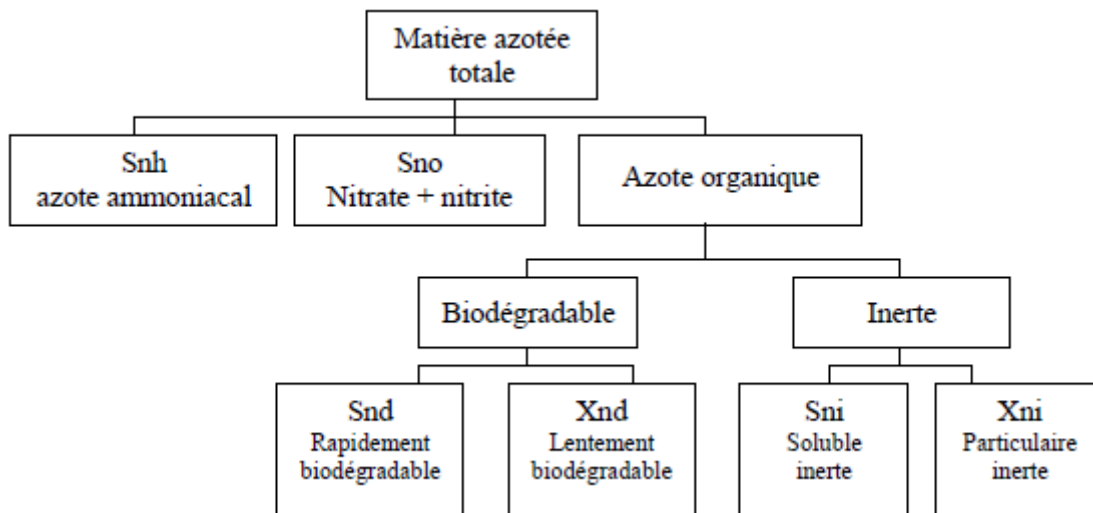 Matière azotée
totale
Snh
azote ammoniacal
Sno
Nitrate + nitrite
Azote organique
Biodégradable
Inerte
Snd
Rapidement
biodégradable
Xnd
Lentement
biodégradable
Sni
Soluble
inerte
Xni
Particulaire
inerte